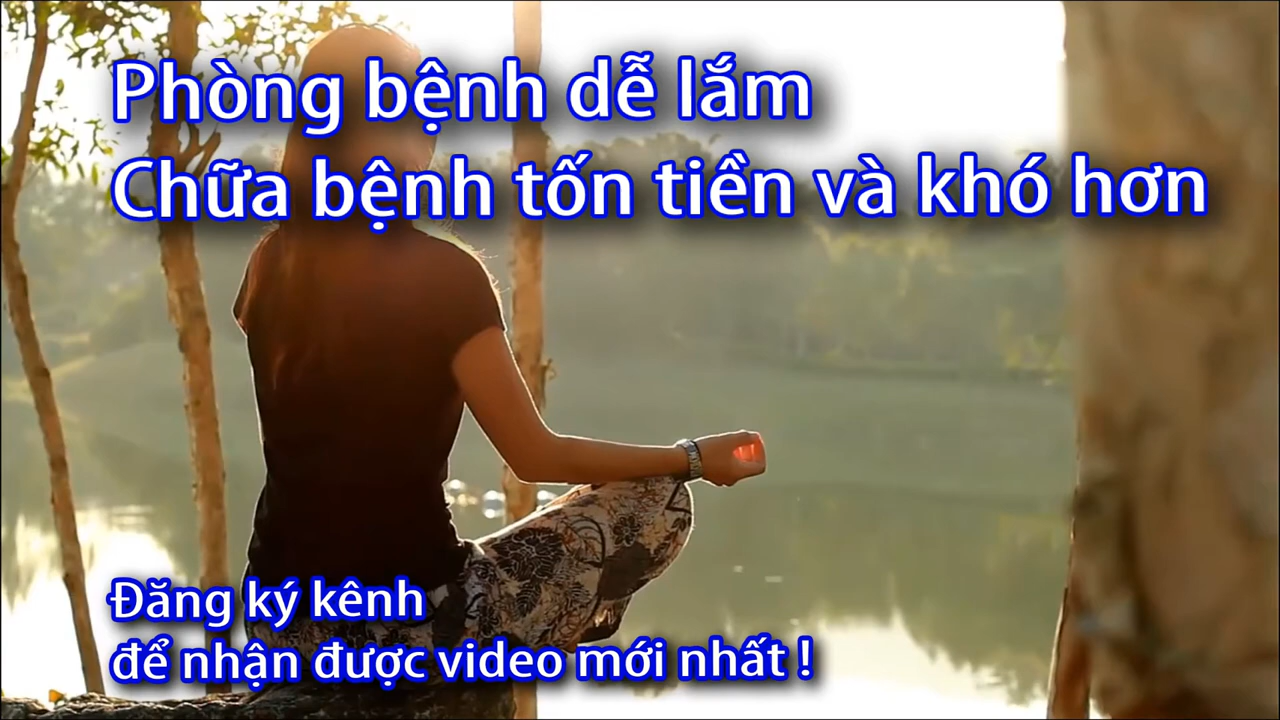 Phòng bệnh dễ lắm
Chữa bệnh tốn tiền và khó hơn
Đăng ký kênh
để nhận được video mới nhất !